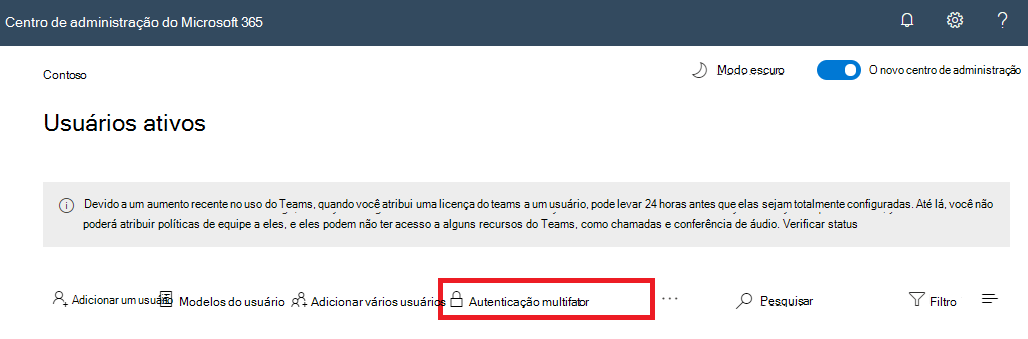 Centro de administração do Microsoft 365
Contoso
Modo escuro
O novo centro de administração
Usuários ativos
Devido a um aumento recente no uso do Teams, quando você atribui uma licença do teams a um usuário, pode levar 24 horas antes que elas sejam totalmente configuradas. Até lá, você não
poderá atribuir políticas de equipe a eles, e eles podem não ter acesso a alguns recursos do Teams, como chamadas e conferência de áudio. Verificar status
Adicionar um usuário Modelos do usuário Adicionar vários usuários Autenticação multifator ... Pesquisar Filtro